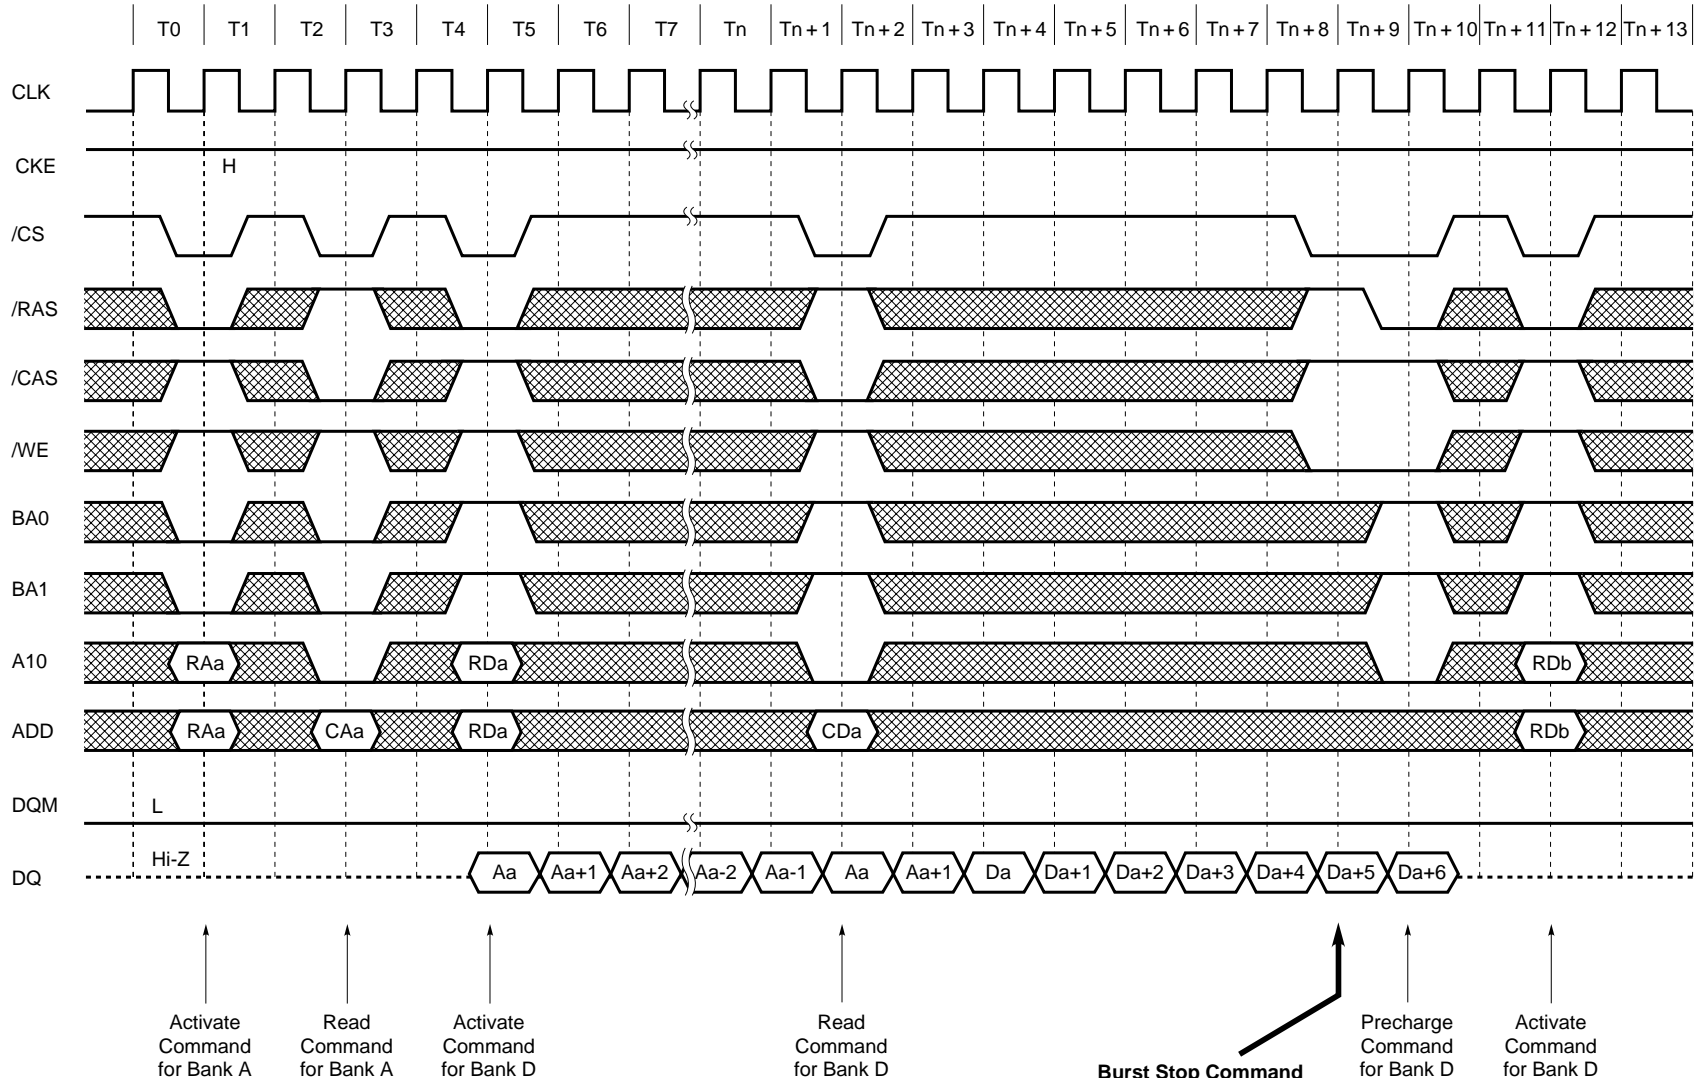 T0 T1 T2 T3 T4 T5 T6 T7 Tn Tn + 1 Tn + 2 Tn + 3 Tn + 4 Tn + 5 Tn + 6 Tn + 7 Tn + 8 Tn + 9 Tn + 10 Tn + 11 Tn + 12 Tn + 13
CLK
CKE H
/CS
/RAS
/CAS
/WE
BA0
BA1
A10 RAa RDa RDb
ADD RAa CAa RDa CDa RDb
DQM L
Hi-Z
DQ Aa Aa+1 Aa+2 Aa-2 Aa-1 Aa Aa+1 Da Da+1 Da+2 Da+3 Da+4 Da+5 Da+6
Activate Command for Bank A
Read Command for Bank A
Activate Command for Bank D
Read Command for Bank D
Burst Stop Command
Precharge Command for Bank D
Activate Command for Bank D